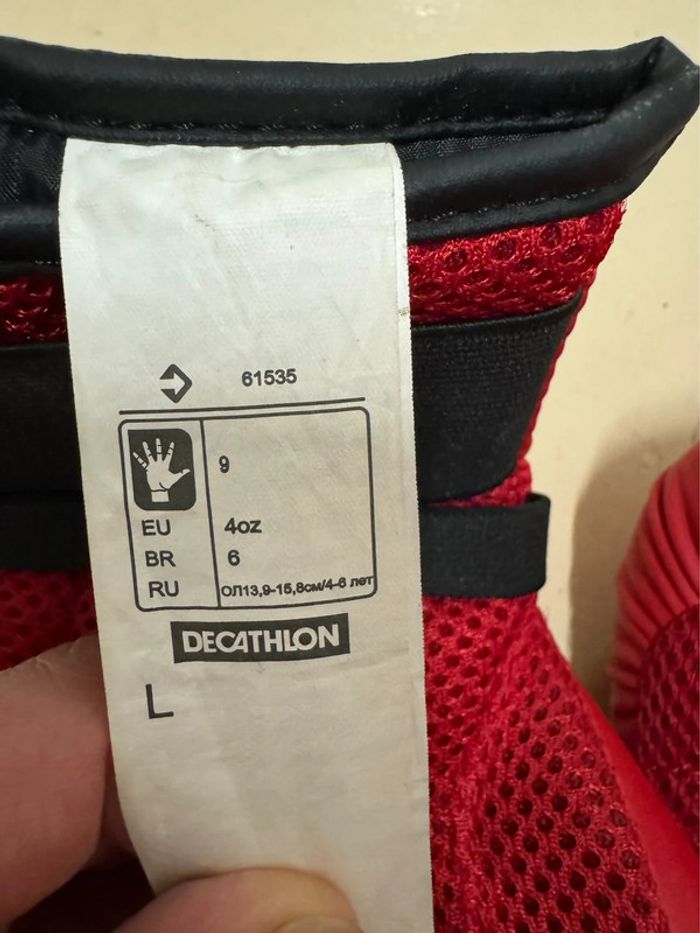 61535
9
EU 4oz
BR 6
RU ОЛ13,9-15,8см/4-6 лет
DECATHLON
L